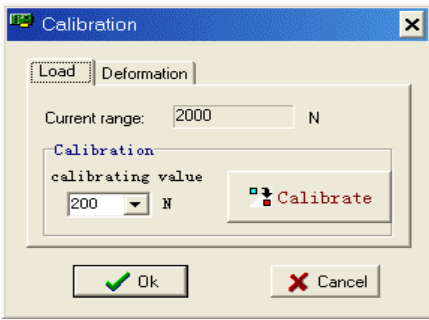 Calibration
Load Deformation
Current range: 2000 N
Calibration
calibrating value
200 N
Calibrate
Ok Cancel